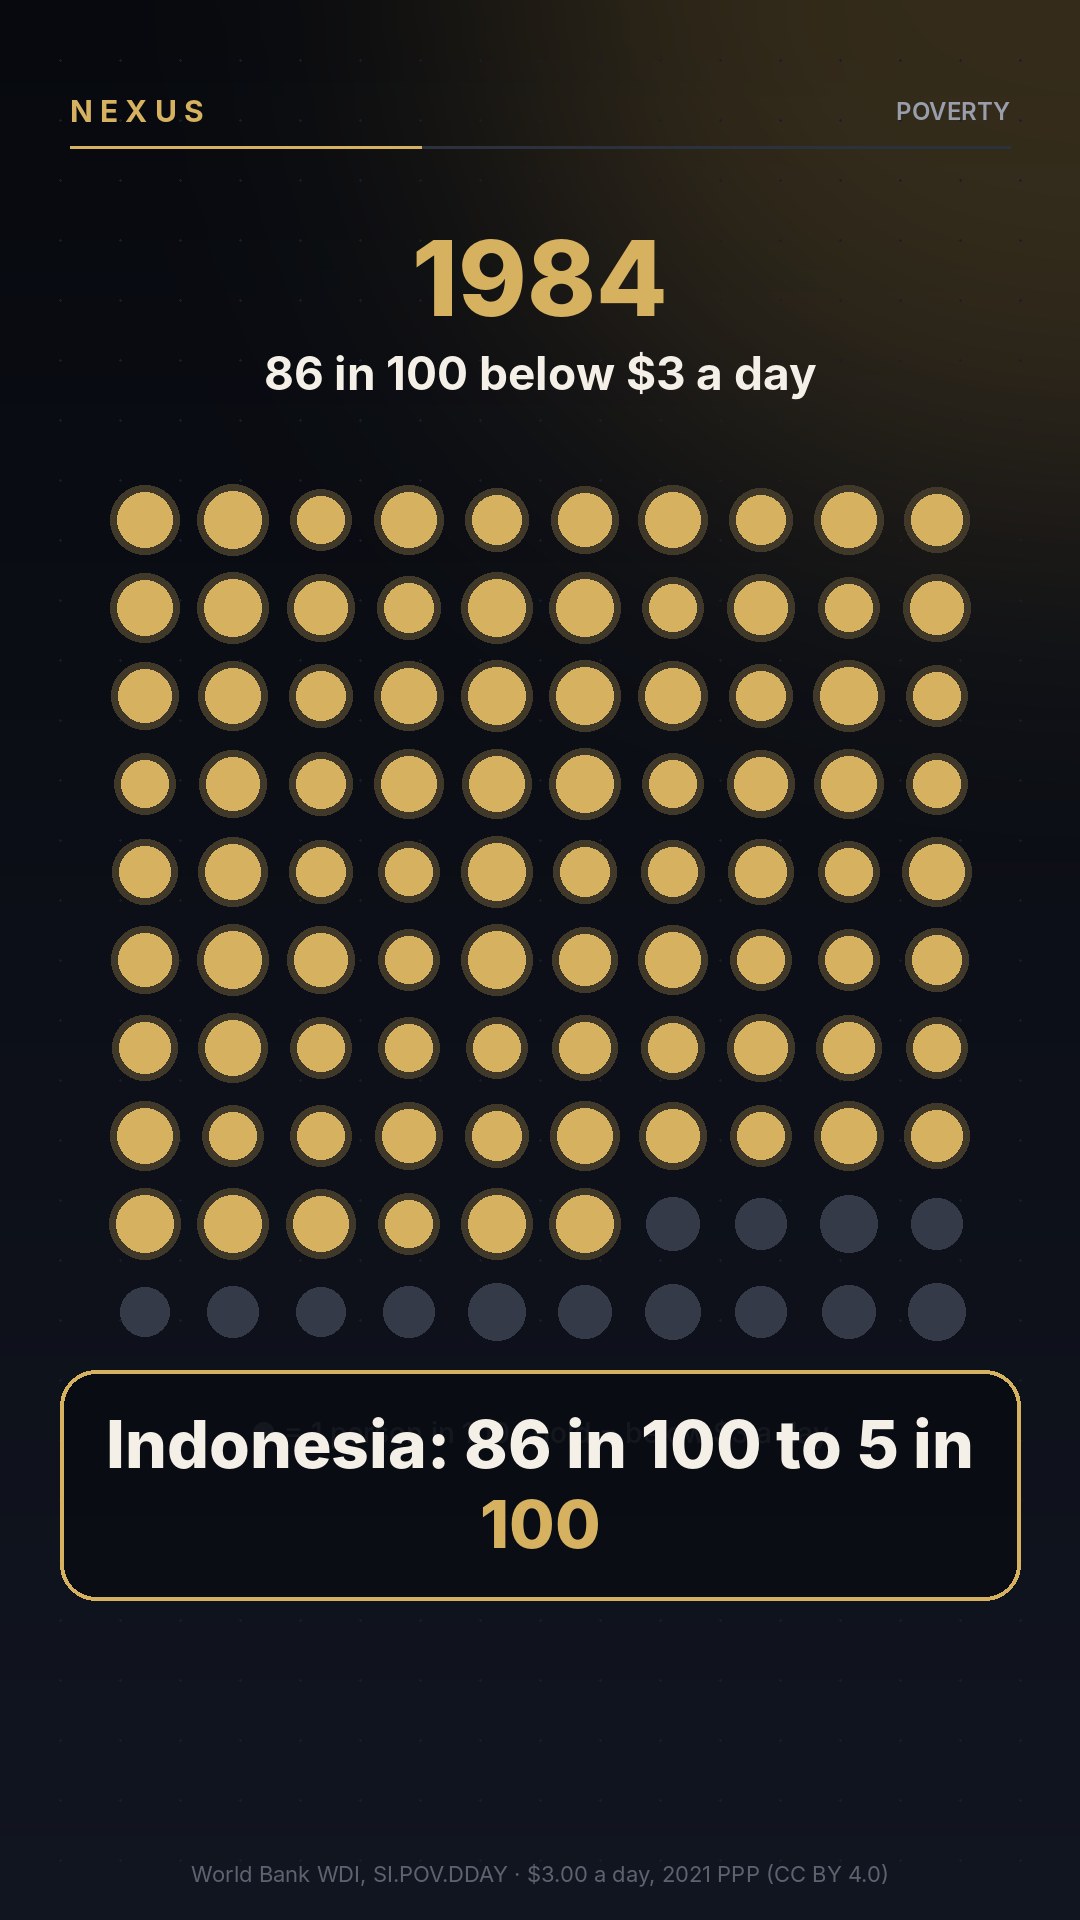 NEXUS
POVERTY
1984
86 in 100 below $3 a day
Indonesia: 86 in 100 to 5 in
100
World Bank WDI, SI.POV.DDAY · $3.00 a day, 2021 PPP (CC BY 4.0)